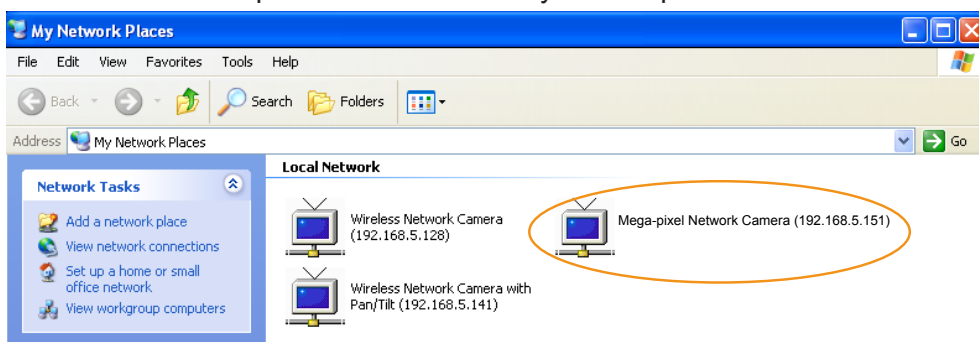 My Network Places
File Edit View Favorites Tools Help
Back Search Folders
Address My Network Places Go
Local Network
Network Tasks
Add a network place
View network connections
Set up a home or small
office network
View workgroup computers
Wireless Network Camera
(192.168.5.128)
Mega-pixel Network Camera (192.168.5.151)
Wireless Network Camera with
Pan/Tilt (192.168.5.141)